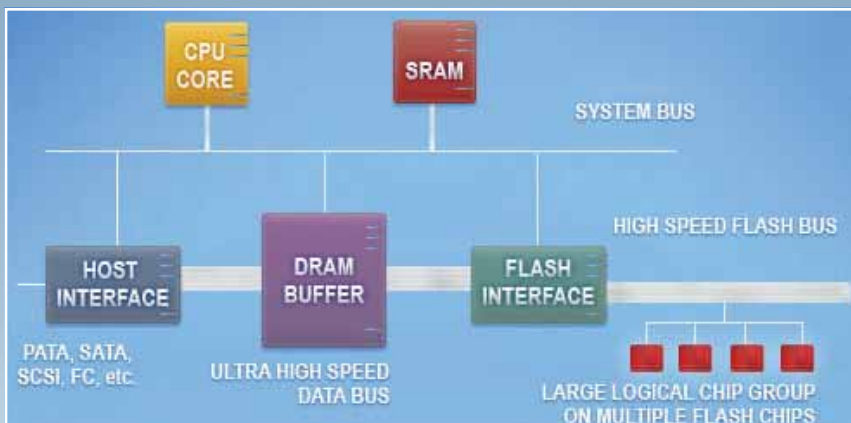 CPU
CORE
SRAM
SYSTEM BUS
HIGH SPEED FLASH BUS
HOST
INTERFACE
DRAM
BUFFER
FLASH
INTERFACE
PATA, SATA,
SCSI, FC, etc.
ULTRA HIGH SPEED
DATA BUS
LARGE LOGICAL CHIP GROUP
ON MULTIPLE FLASH CHIPS